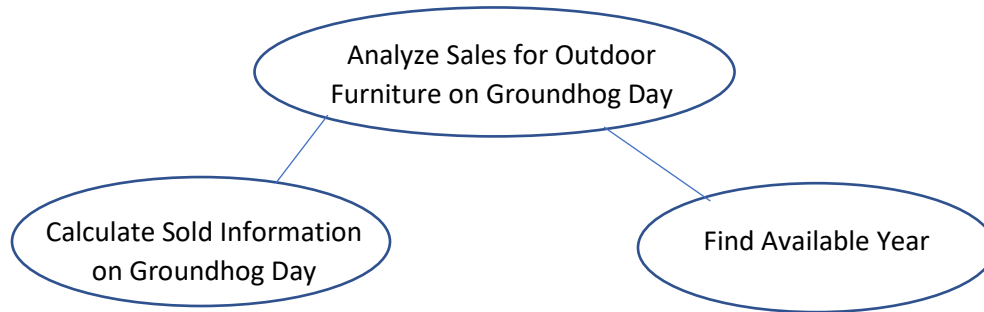 Analyze Sales for Outdoor
Furniture on Groundhog Day
Calculate Sold Information
on Groundhog Day
Find Available Year